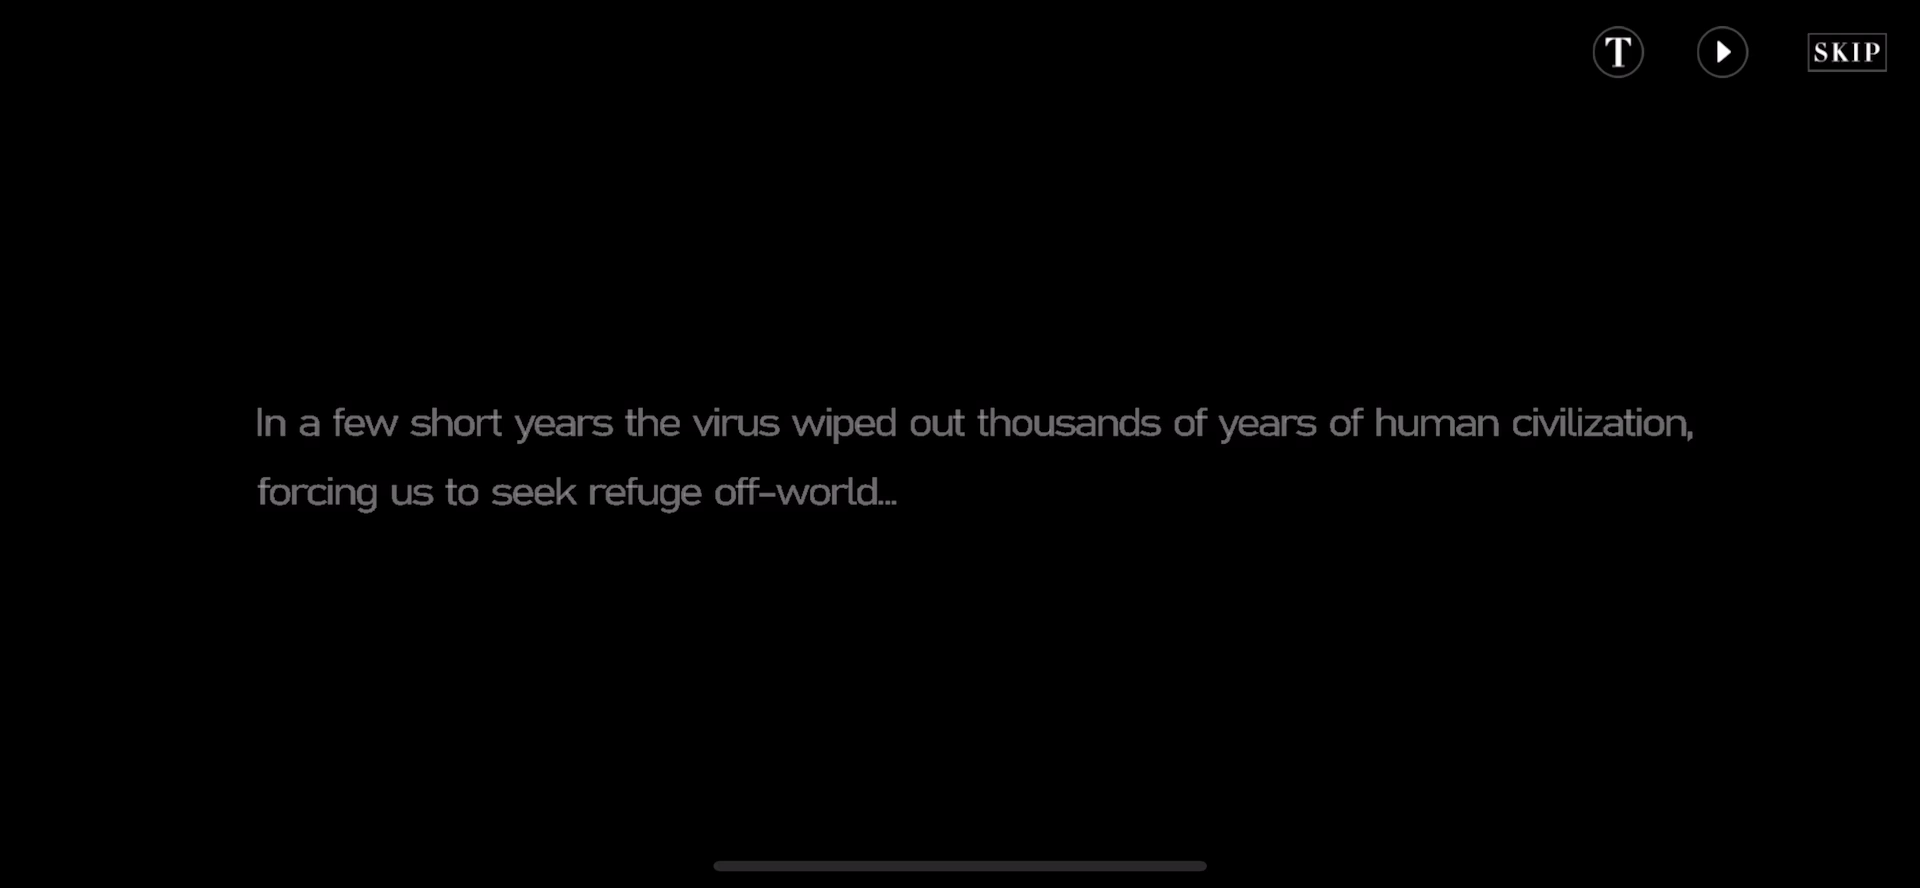 T
SKIP
In a few short years the virus wiped out thousands of years of human civilization,
forcing us to seek refuge off-world...